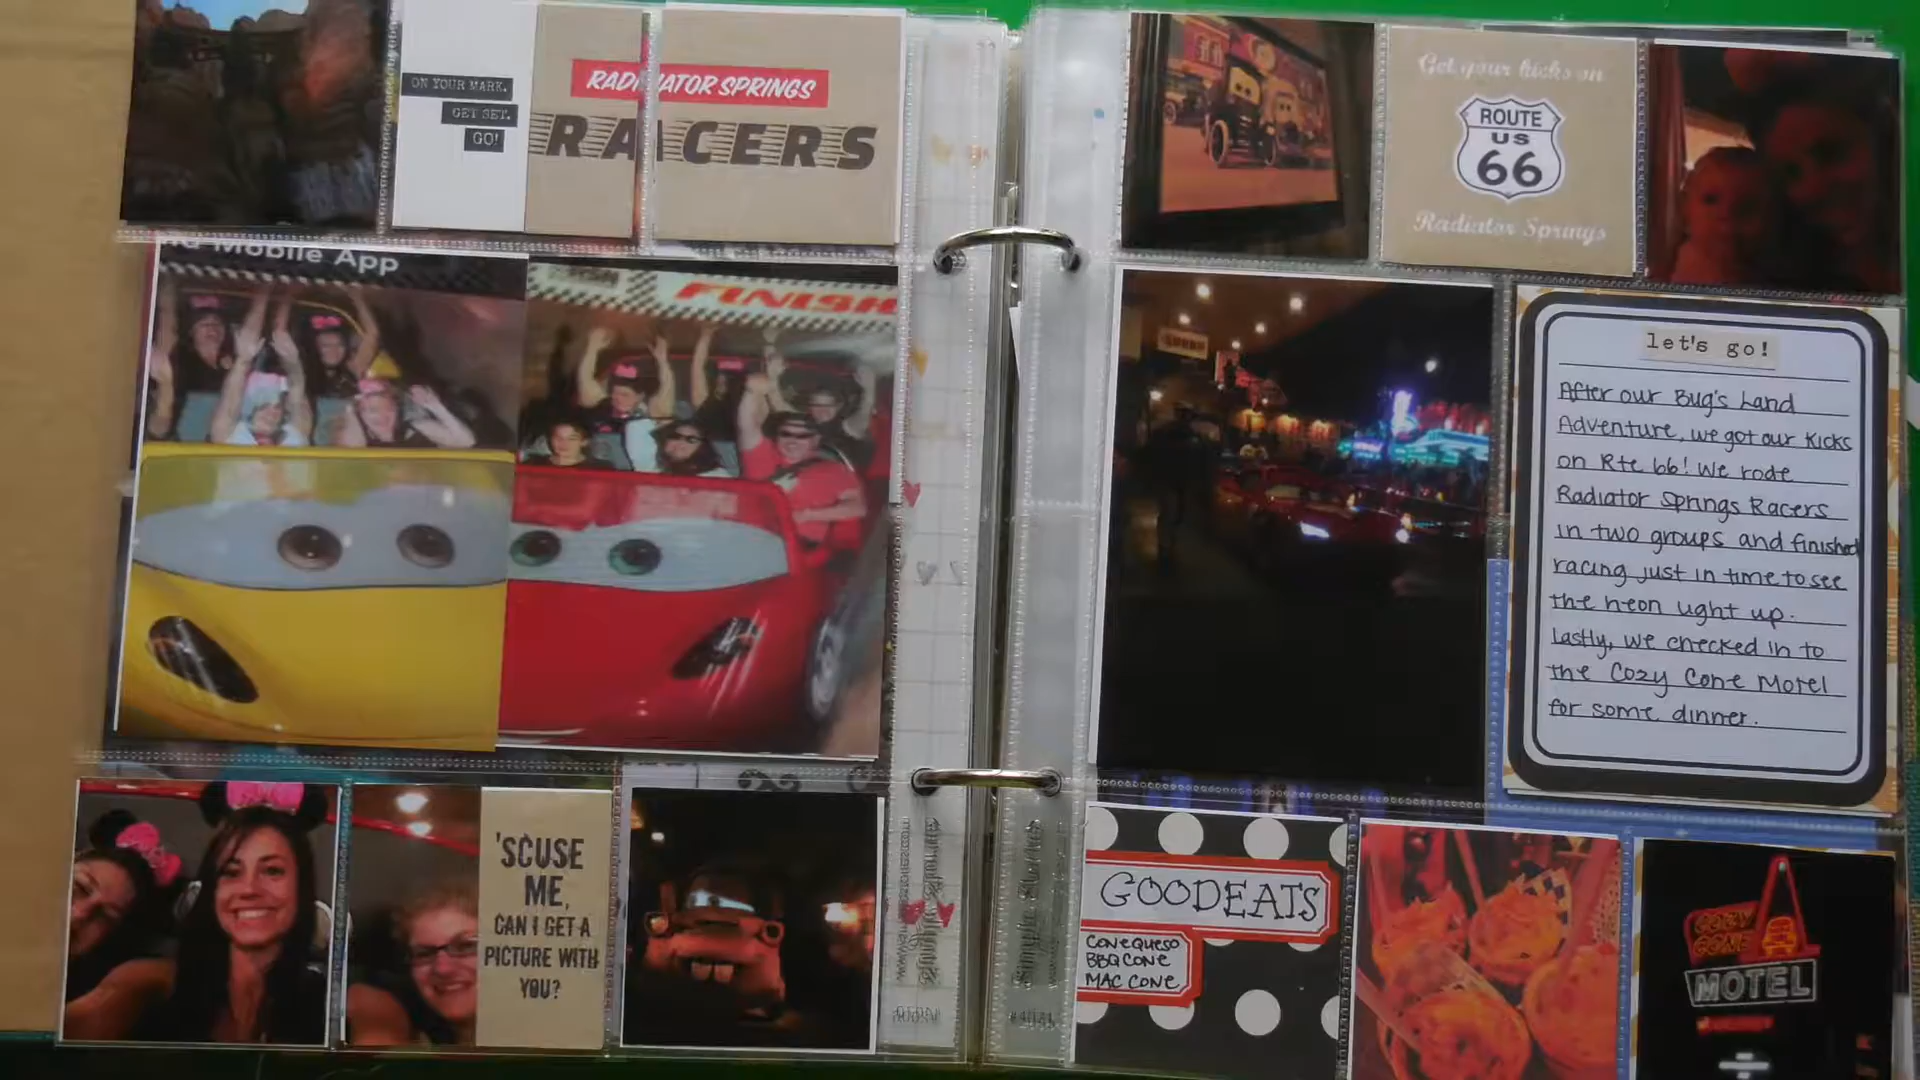 ON YOUR MARK.
GET SET.
GO!
RADIATOR SPRINGS
RACERS
Mobile App
FINISH
'SCUSE
ME,
CAN I GET A
PICTURE WITH
YOU?
Get your kicks on
ROUTE
US
66
Radiator Springs
let's go!
After our Bug's Land
Adventure, we got our kicks
on Rte 66! We rode
Radiator Springs Racers
in two groups and finished
racing just in time to see
the neon light up.
Lastly, we checked in to
the Cozy Cone Motel
for some dinner.
GOOD EATS
CONE QUESO
BBQ CONE
MAC CONE
COZY
CONE
MOTEL